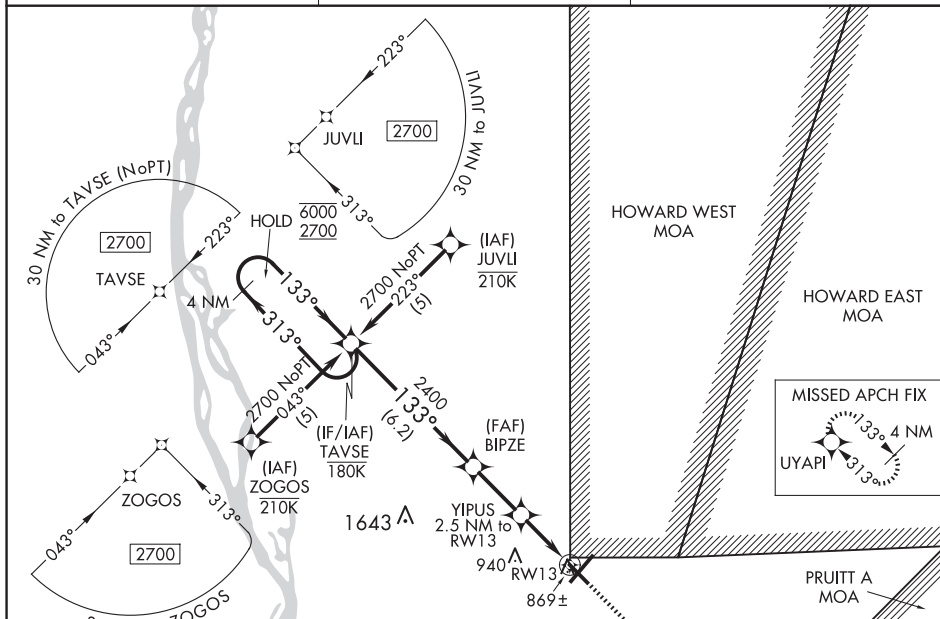 223°
JUVLI
2700
30 NM to JUVLI
313°
30 NM to TAVSE (NoPT)
2700
223°
TAVSE
043°
HOLD
6000
2700
4 NM
133°
313°
2700 NoPT
223°
(5)
(IAF)
JUVLI
210K
HOWARD WEST
MOA
HOWARD EAST
MOA
2700 NoPT
043°
(5)
(IAF)
ZOGOS
210K
(IF/IAF)
TAVSE
180K
2400
133°
(6.2)
(FAF)
BIPZE
MISSED APCH FIX
133°
4 NM
UYAPI
313°
ZOGOS
043°
313°
2700
ZOGOS
1643
YIPUS
2.5 NM to
RW13
940
RW13
869±
PRUITT A
MOA